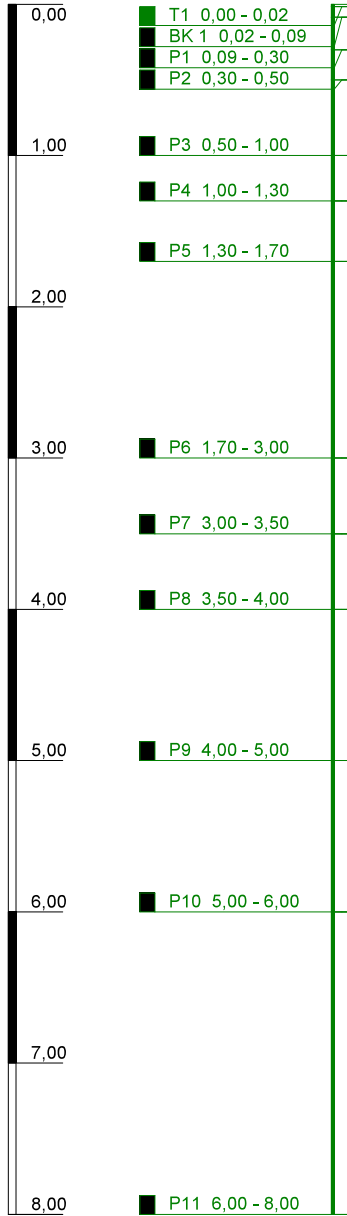 0,00
T1 0,00 - 0,02
BK 1 0,02 - 0,09
P1 0,09 - 0,30
P2 0,30 - 0,50
1,00
P3 0,50 - 1,00
P4 1,00 - 1,30
P5 1,30 - 1,70
2,00
3,00
P6 1,70 - 3,00
P7 3,00 - 3,50
4,00
P8 3,50 - 4,00
5,00
P9 4,00 - 5,00
6,00
P10 5,00 - 6,00
7,00
8,00
P11 6,00 - 8,00